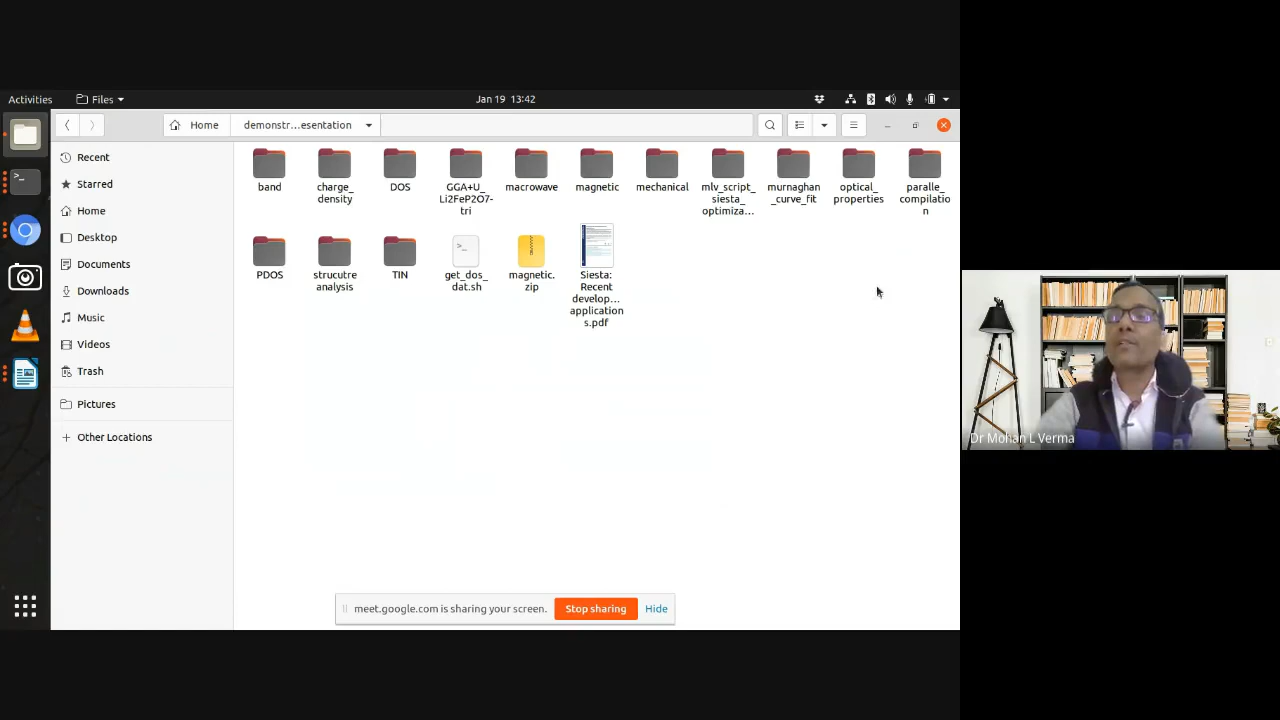 Activities
Files
Jan 19 13:42
Home
demonstr...esentation
Recent
Starred
Home
Desktop
Documents
Downloads
Music
Videos
Trash
Pictures
Other Locations
band
charge_
density
DOS
GGA+U_
Li2FeP2O7-
tri
macrowave
magnetic
mechanical
mlv_script_
siesta_
optimiza...
murnaghan
_curve_fit
optical_
properties
paralle_
compilatio
n
PDOS
strucutre
analysis
TIN
get_dos_
dat.sh
magnetic.
zip
Siesta:
Recent
develop...
application
s.pdf
meet.google.com is sharing your screen.
Stop sharing
Hide
Dr Mohan L Verma